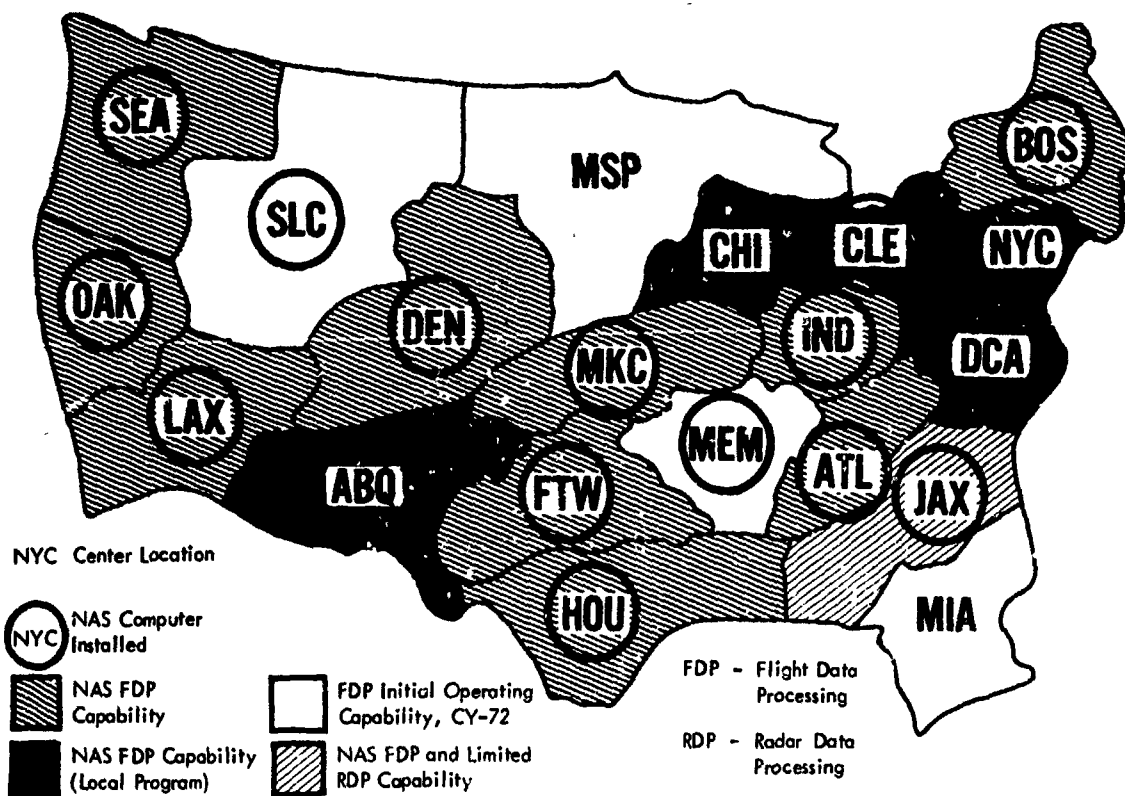 SEA
BOS
MSP
SLC
CHI
CLE
NYC
OAK
DEN
IND
DCA
MKC
LAX
MEM
ATL
ABQ
FTW
JAX
HOU
MIA
NYC Center Location
NYC
NAS Computer
Installed
NAS FDP
Capability
NAS FDP Capability
(Local Program)
FDP Initial Operating
Capability, CY-72
NAS FDP and Limited
RDP Capability
FDP - Flight Data
Processing
RDP - Radar Data
Processing